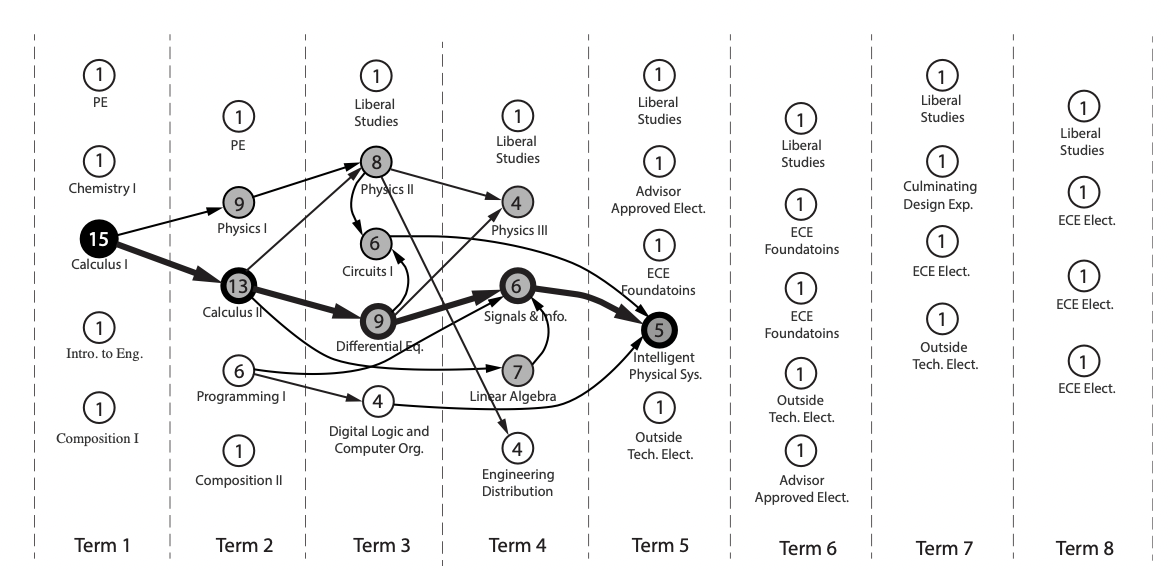 1
PE
1
Chemistry I
15
Calculus I
1
Intro. to Eng.
1
Composition I
Term 1
1
PE
9
Physics I
13
Calculus II
6
Programming I
1
Composition II
Term 2
1
Liberal
Studies
8
Physics II
6
Circuits I
9
Differential Eq.
4
Digital Logic and
Computer Org.
Term 3
1
Liberal
Studies
4
Physics III
6
Signals & Info.
7
Linear Algebra
4
Engineering
Distribution
Term 4
1
Liberal
Studies
1
Advisor
Approved Elect.
1
ECE
Foundatoins
5
Intelligent
Physical Sys.
1
Outside
Tech. Elect.
Term 5
1
Liberal
Studies
1
ECE
Foundatoins
1
ECE
Foundatoins
1
Outside
Tech. Elect.
1
Advisor
Approved Elect.
Term 6
1
Liberal
Studies
1
Culminating
Design Exp.
1
ECE Elect.
1
Outside
Tech. Elect.
Term 7
1
Liberal
Studies
1
ECE Elect.
1
ECE Elect.
1
ECE Elect.
Term 8